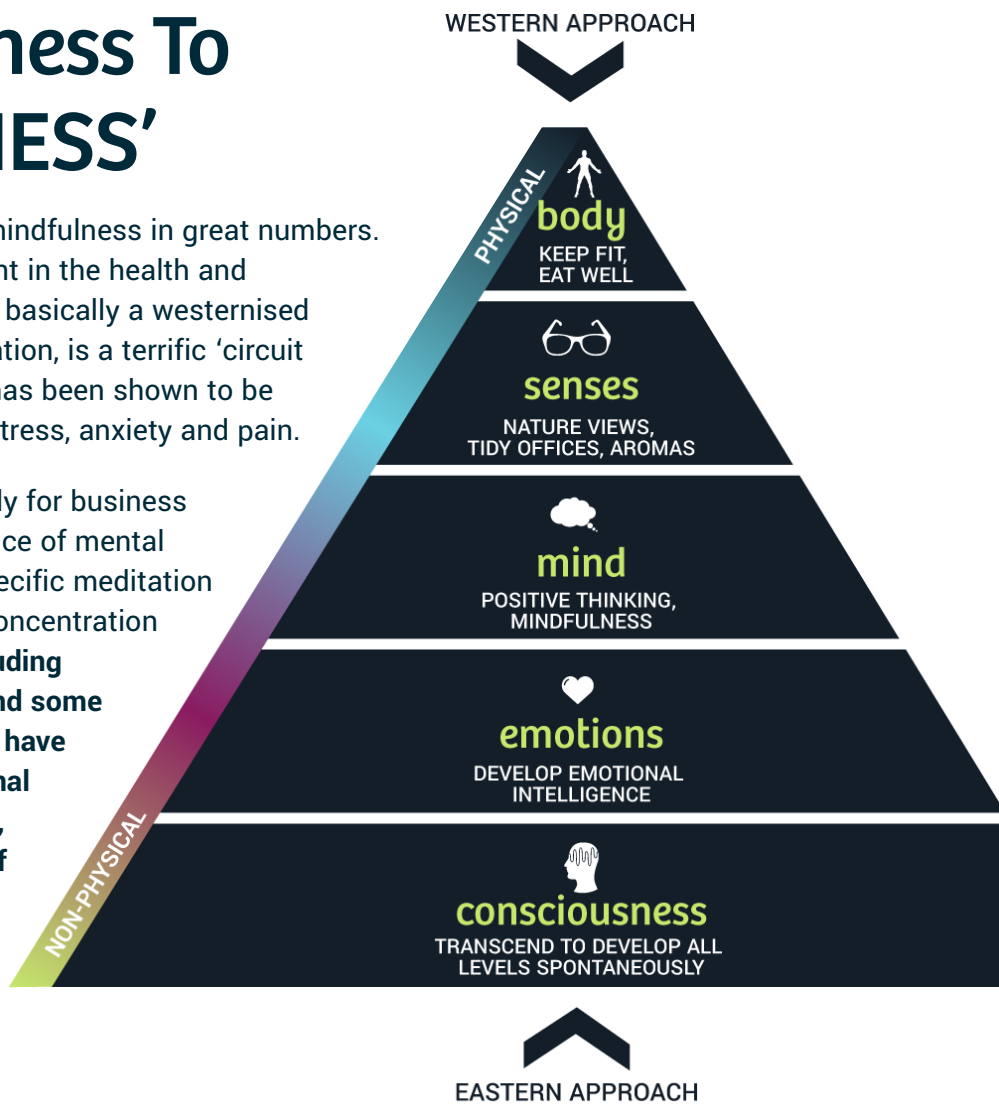 ness To
NESS’
mindfulness in great numbers.
nt in the health and
basically a westernised
ation, is a terrific ‘circuit
has been shown to be
tress, anxiety and pain.
ly for business
ce of mental
ecific meditation
oncentration
uding
nd some
have
nal
,
f
WESTERN APPROACH
PHYSICAL
body
KEEP FIT,
EAT WELL
senses
NATURE VIEWS,
TIDY OFFICES, AROMAS
mind
POSITIVE THINKING,
MINDFULNESS
emotions
DEVELOP EMOTIONAL
INTELLIGENCE
NON-PHYSICAL
consciousness
TRANSCEND TO DEVELOP ALL
LEVELS SPONTANEOUSLY
EASTERN APPROACH